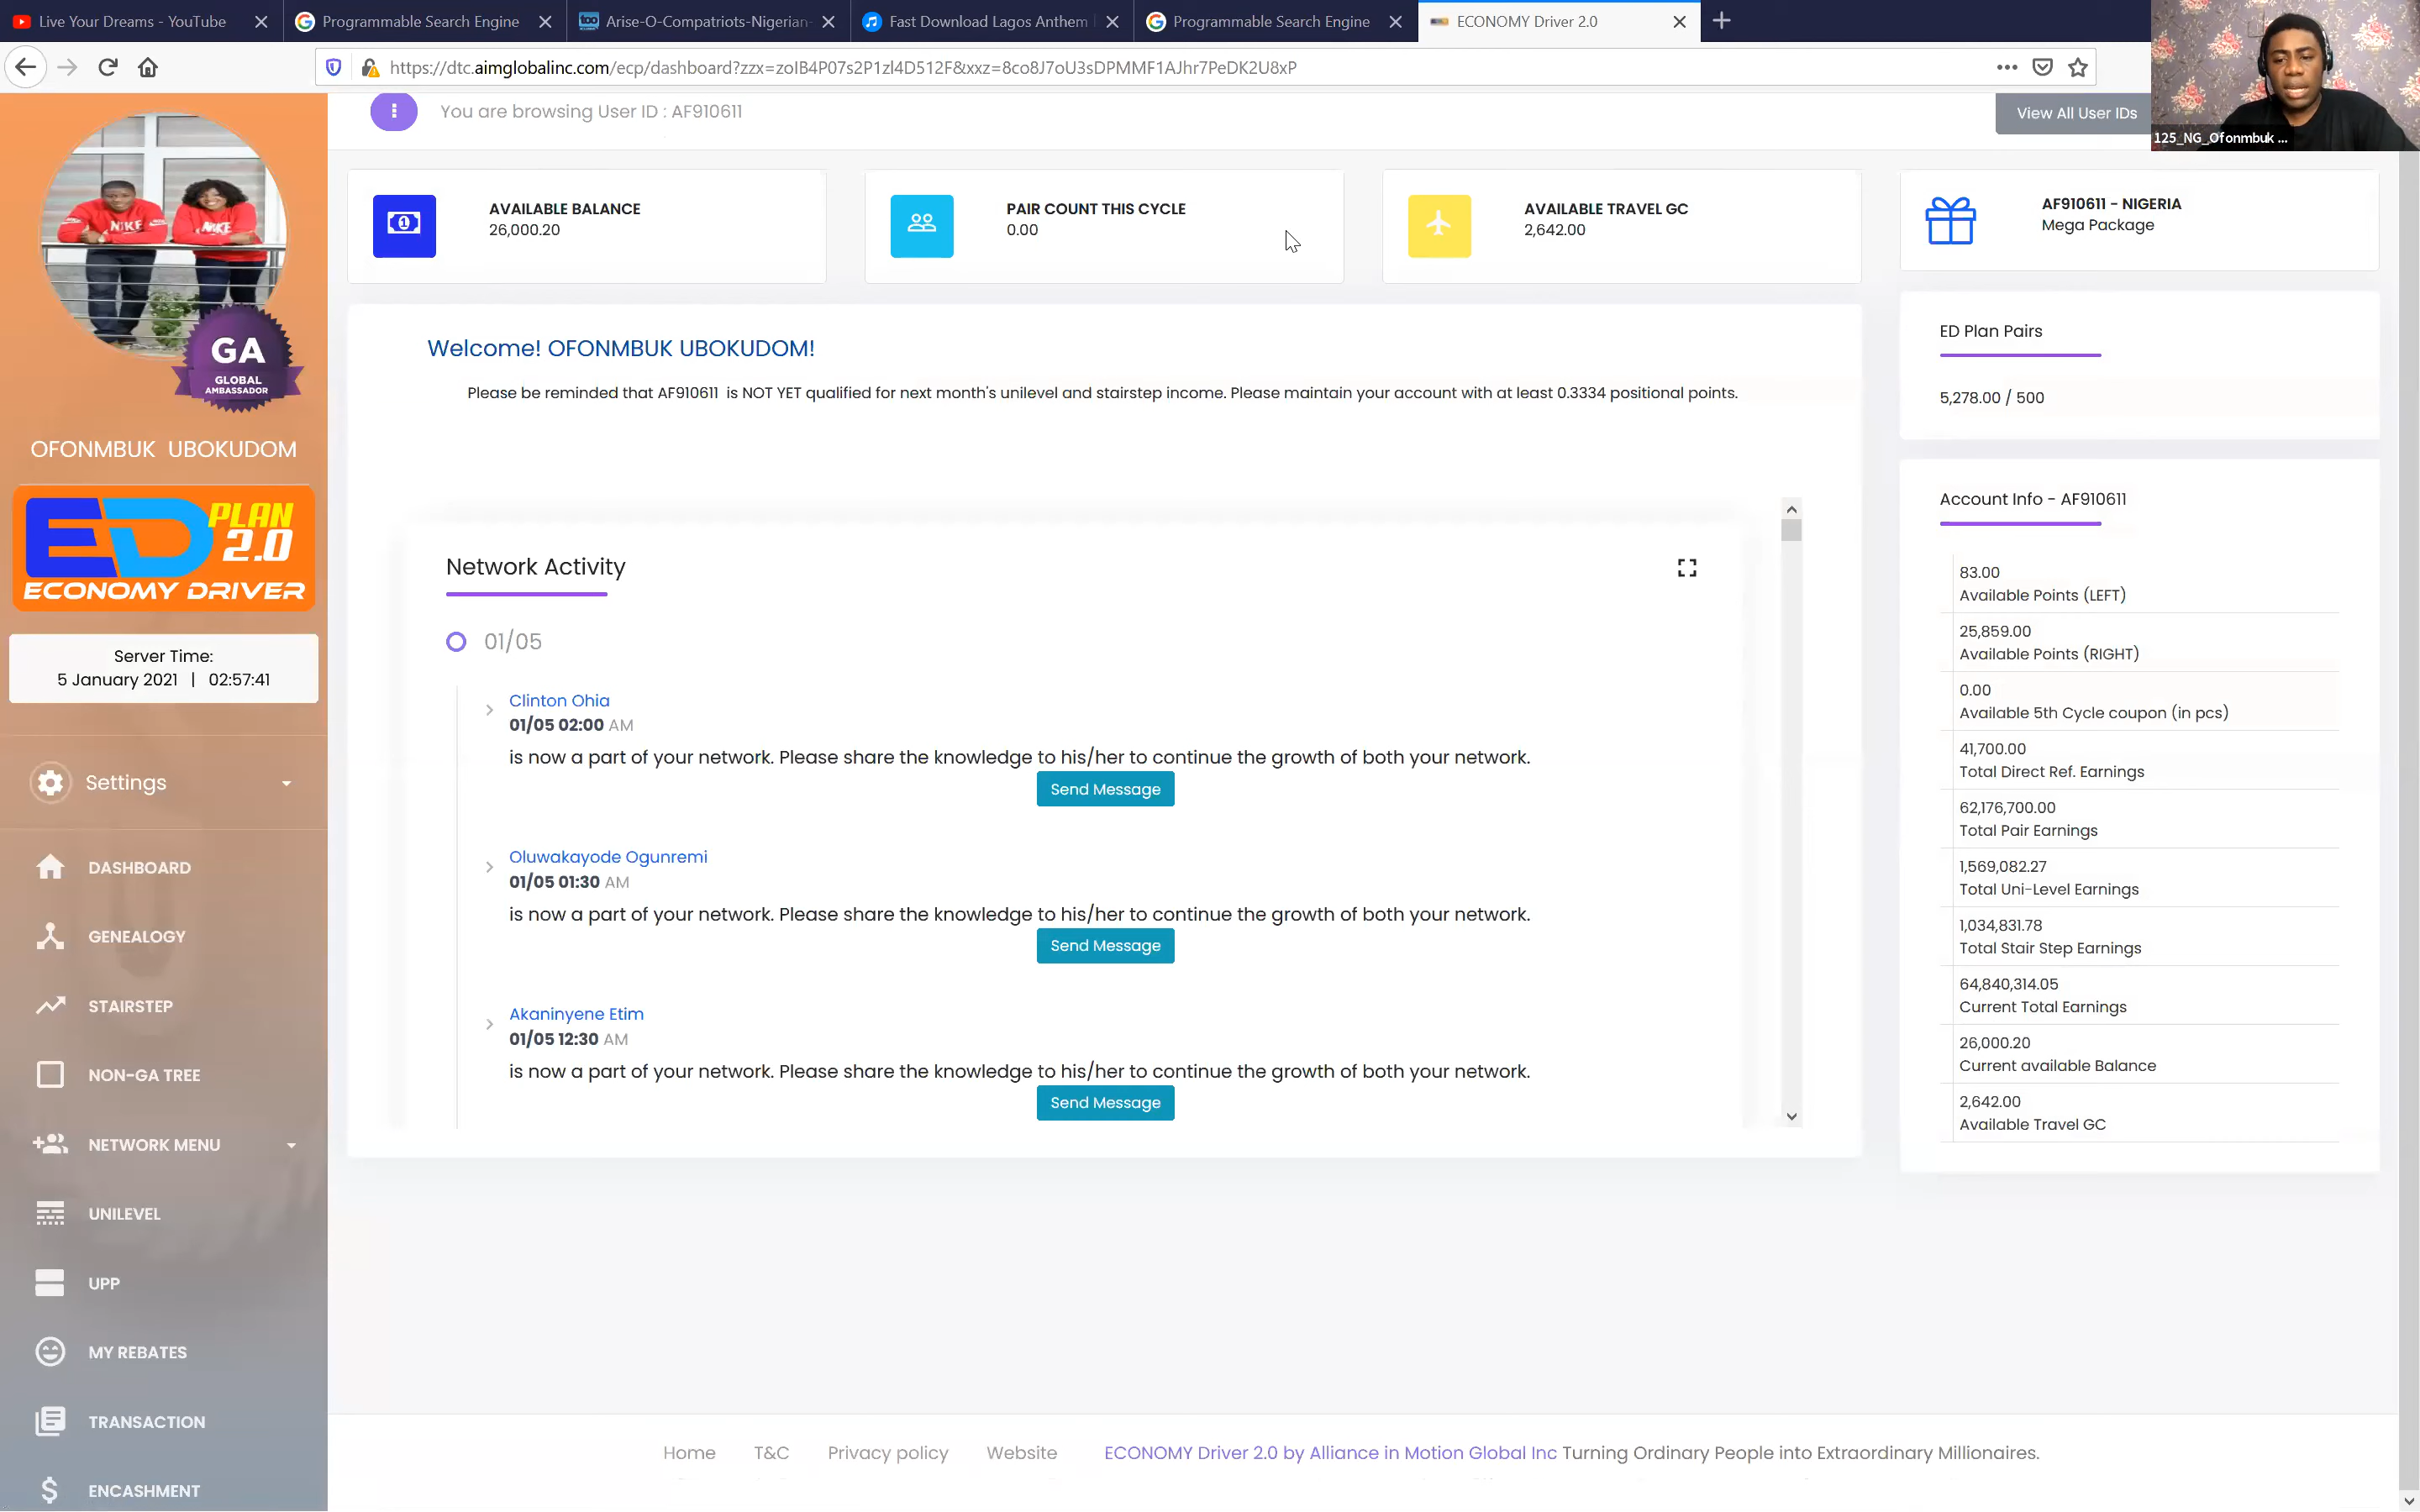 Live Your Dreams - YouTube
Programmable Search Engine
Arise-O-Compatriots-Nigerian-
Fast Download Lagos Anthem
Programmable Search Engine
ECONOMY Driver 2.0
https://dtc.aimglobalinc.com/ecp/dashboard?zzx=zoIB4P07s2P1zl4D512F&xxz=8co8J7oU3sDPMMF1AJhr7PeDK2U8xP
125_NG_Ofonmbuk ...
You are browsing User ID : AF910611
View All User IDs
AVAILABLE BALANCE
26,000.20
PAIR COUNT THIS CYCLE
0.00
AVAILABLE TRAVEL GC
2,642.00
AF910611 - NIGERIA
Mega Package
NIKE
NIKE
GA
GLOBAL
AMBASSADOR
OFONMBUK UBOKUDOM
ED PLAN
2.0
ECONOMY DRIVER
Server Time:
5 January 2021 | 02:57:41
Settings
DASHBOARD
GENEALOGY
STAIRSTEP
NON-GA TREE
NETWORK MENU
UNILEVEL
UPP
MY REBATES
TRANSACTION
ENCASHMENT
Welcome! OFONMBUK UBOKUDOM!
Please be reminded that AF910611 is NOT YET qualified for next month's unilevel and stairstep income. Please maintain your account with at least 0.3334 positional points.
Network Activity
01/05
Clinton Ohia
01/05 02:00 AM
is now a part of your network. Please share the knowledge to his/her to continue the growth of both your network.
Send Message
Oluwakayode Ogunremi
01/05 01:30 AM
is now a part of your network. Please share the knowledge to his/her to continue the growth of both your network.
Send Message
Akaninyene Etim
01/05 12:30 AM
is now a part of your network. Please share the knowledge to his/her to continue the growth of both your network.
Send Message
ED Plan Pairs
5,278.00 / 500
Account Info - AF910611
83.00
Available Points (LEFT)
25,859.00
Available Points (RIGHT)
0.00
Available 5th Cycle coupon (in pcs)
41,700.00
Total Direct Ref. Earnings
62,176,700.00
Total Pair Earnings
1,569,082.27
Total Uni-Level Earnings
1,034,831.78
Total Stair Step Earnings
64,840,314.05
Current Total Earnings
26,000.20
Current available Balance
2,642.00
Available Travel GC
Home T&C Privacy policy Website ECONOMY Driver 2.0 by Alliance in Motion Global Inc Turning Ordinary People into Extraordinary Millionaires.